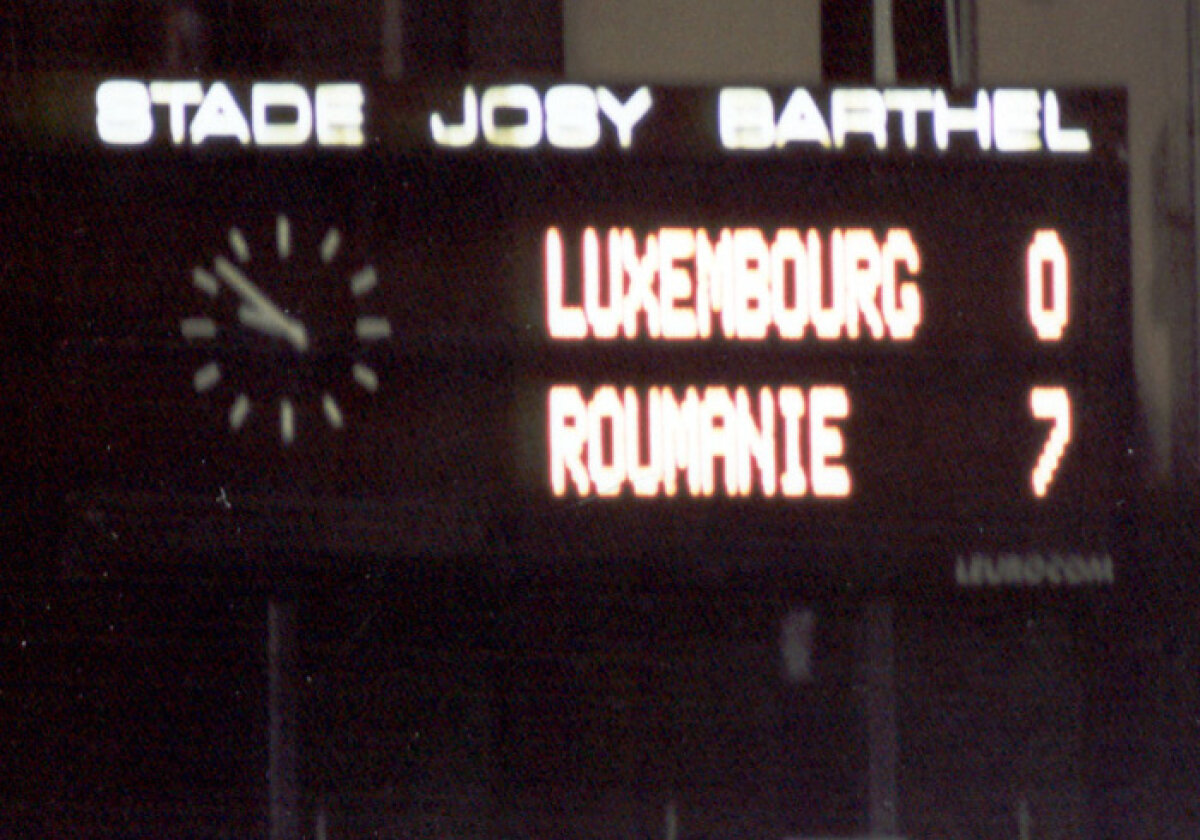 STADE JOSY BARTHEL
LUXEMBOURG 0
ROUMANIE 7